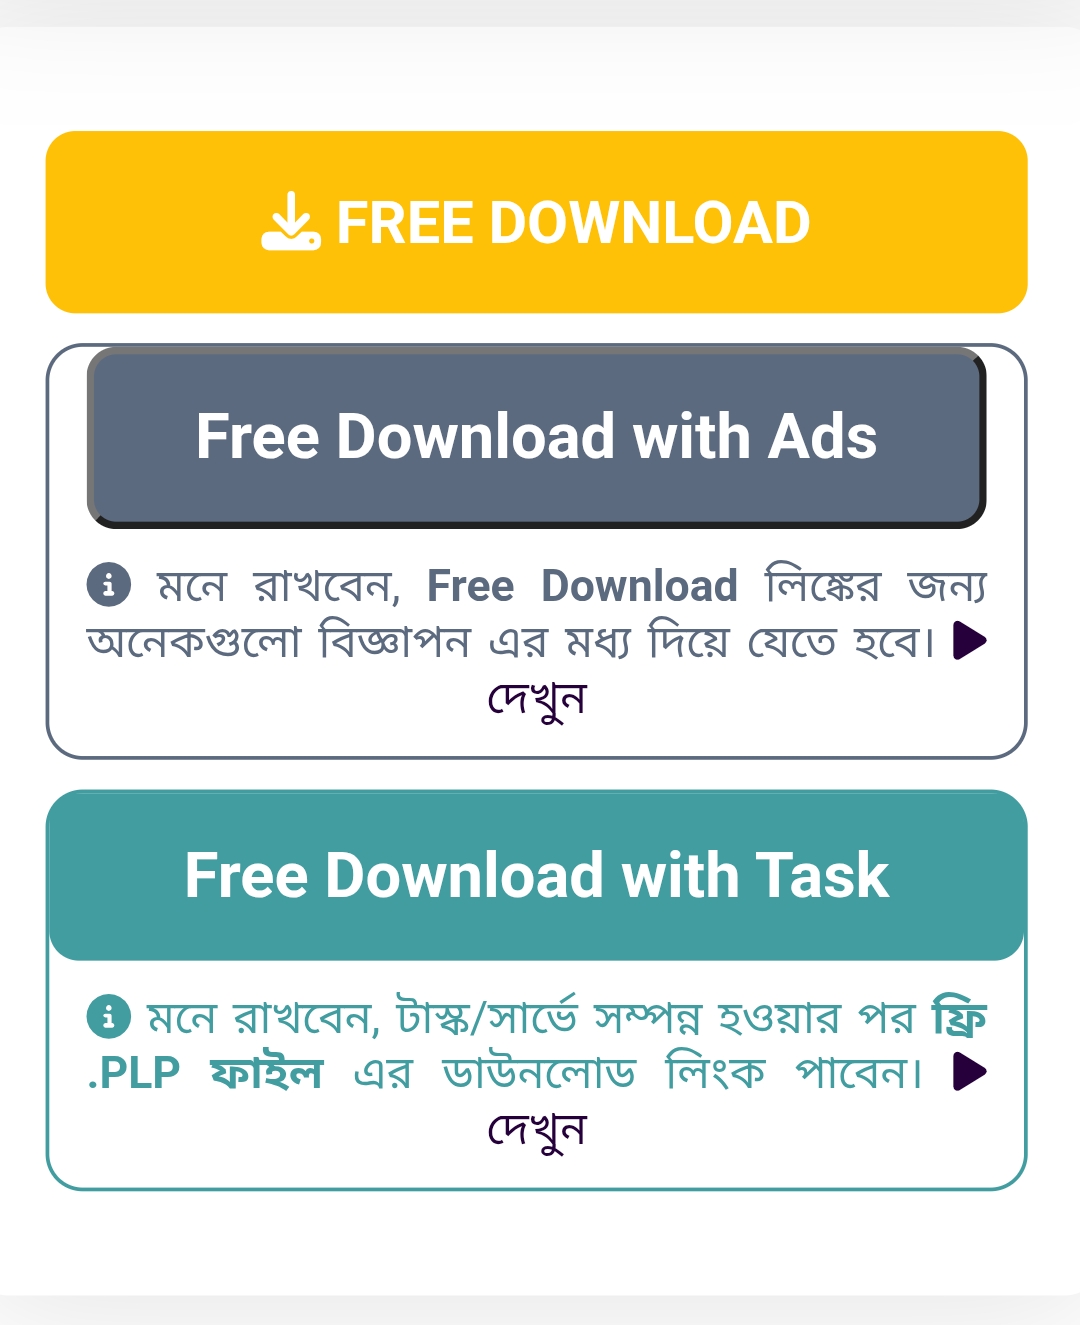 FREE DOWNLOAD
Free Download with Ads
মনে রাখবেন, Free Download লিঙ্কের জন্য
অনেকগুলো বিজ্ঞাপন এর মধ্য দিয়ে যেতে হবে। ▶
দেখুন
Free Download with Task
মনে রাখবেন, টাস্ক/সার্ভে সম্পন্ন হওয়ার পর ফ্রি
.PLP ফাইল এর ডাউনলোড লিংক পাবেন। ▶
দেখুন